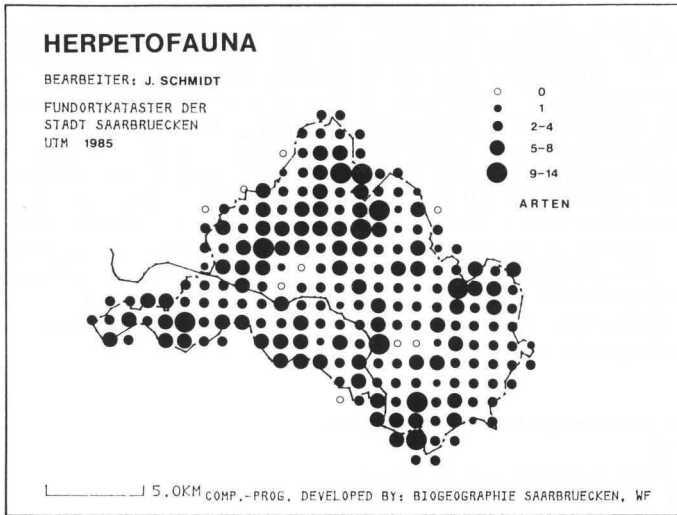 HERPETOFAUNA
BEARBEITER: J. SCHMIDT
FUNDORTKATASTER DER
STADT SAARBRUECKEN
UTM 1985
0
1
2-4
5-8
9-14
ARTEN
5.0KM COMP.-PROG. DEVELOPED BY: BIOGEOGRAPHIE SAARBRUECKEN, WF